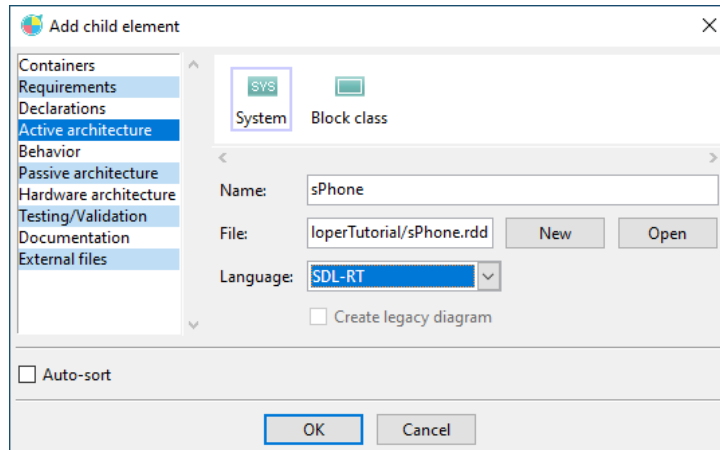 Add child element
Containers
Requirements
Declarations
Active architecture
Behavior
Passive architecture
Hardware architecture
Testing/Validation
Documentation
External files
SYS
System
Block class
Name:
sPhone
File:
loperTutorial/sPhone.rdd
New
Open
Language:
SDL-RT
Create legacy diagram
Auto-sort
OK
Cancel